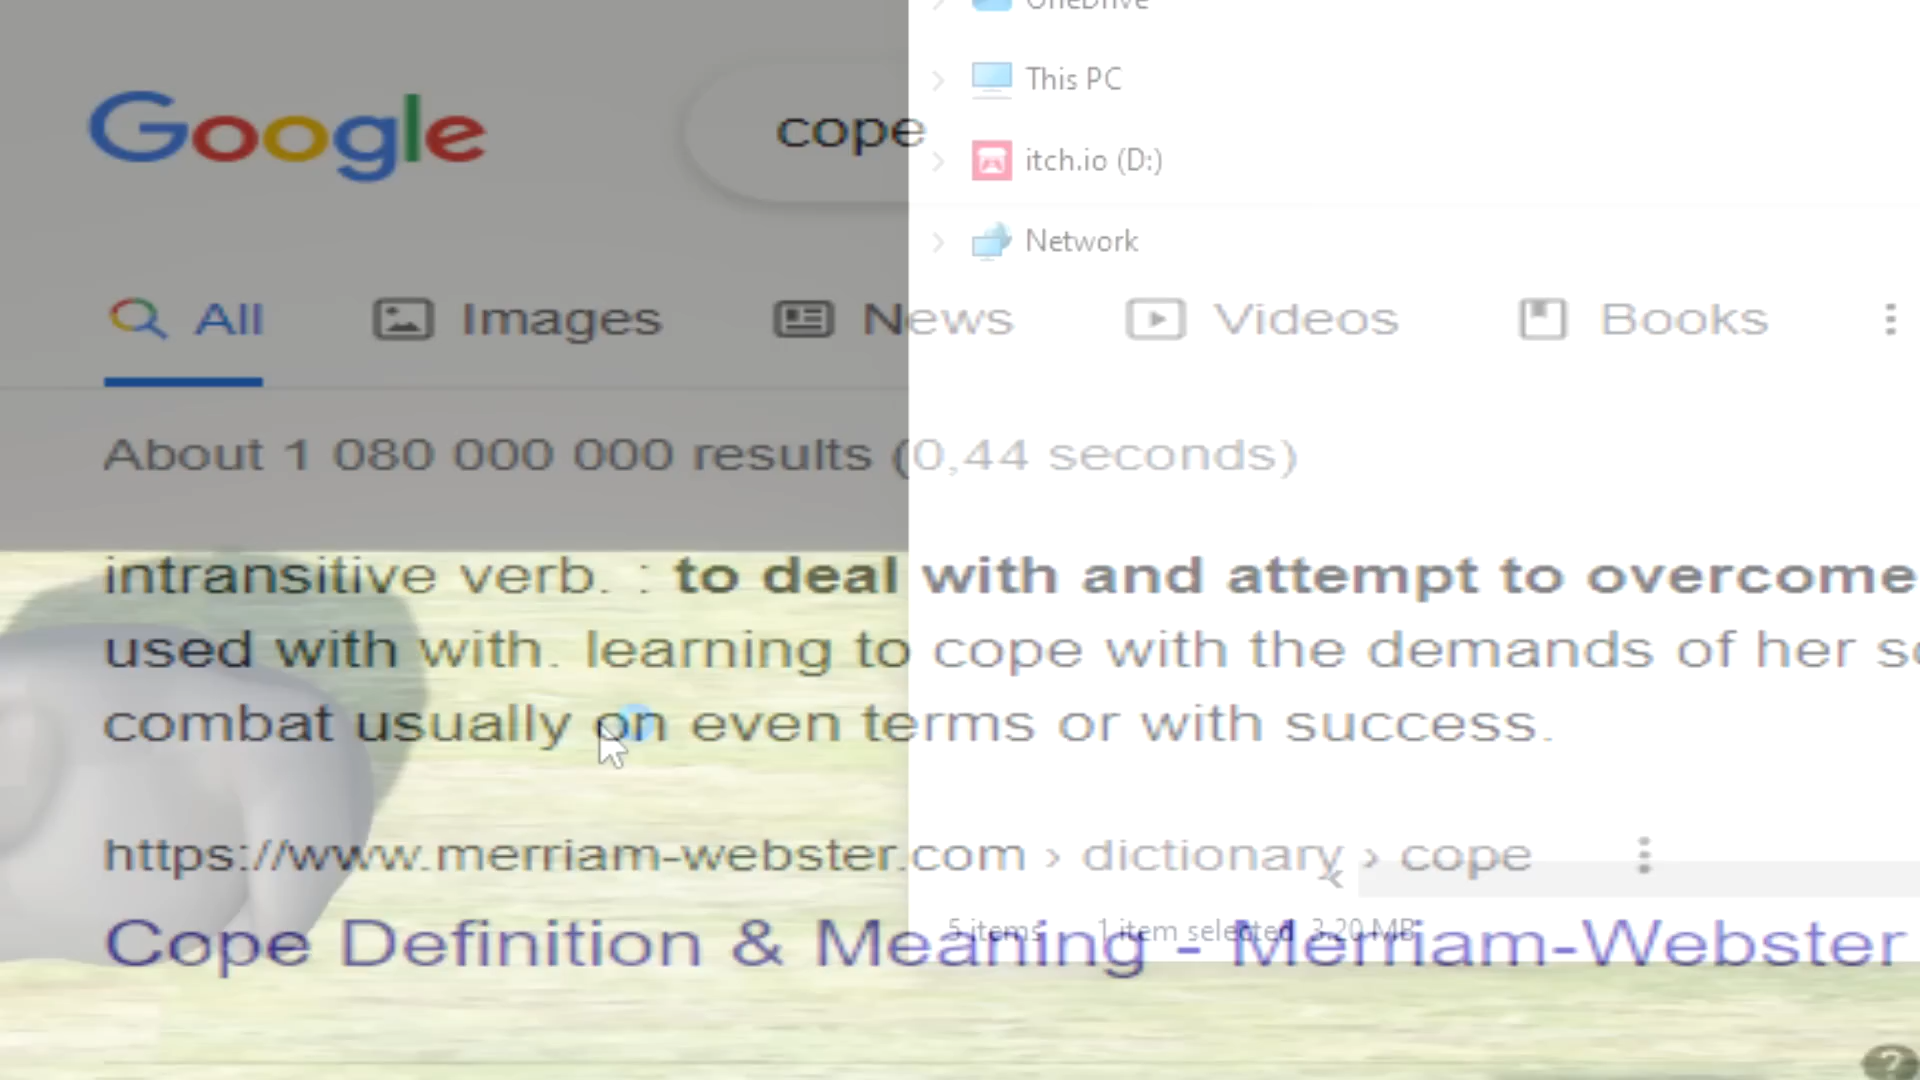 OneDrive
This PC
Google
cope
itch.io (D:)
Network
All Images News Videos Books
About 1 080 000 000 results (0,44 seconds)
intransitive verb. : to deal with and attempt to overcome
used with with. learning to cope with the demands of her
combat usually on even terms or with success.
https://www.merriam-webster.com › dictionary › cope
5 items 1 item selected 3.20 MB
Cope Definition & Meaning - Merriam-Webster
?